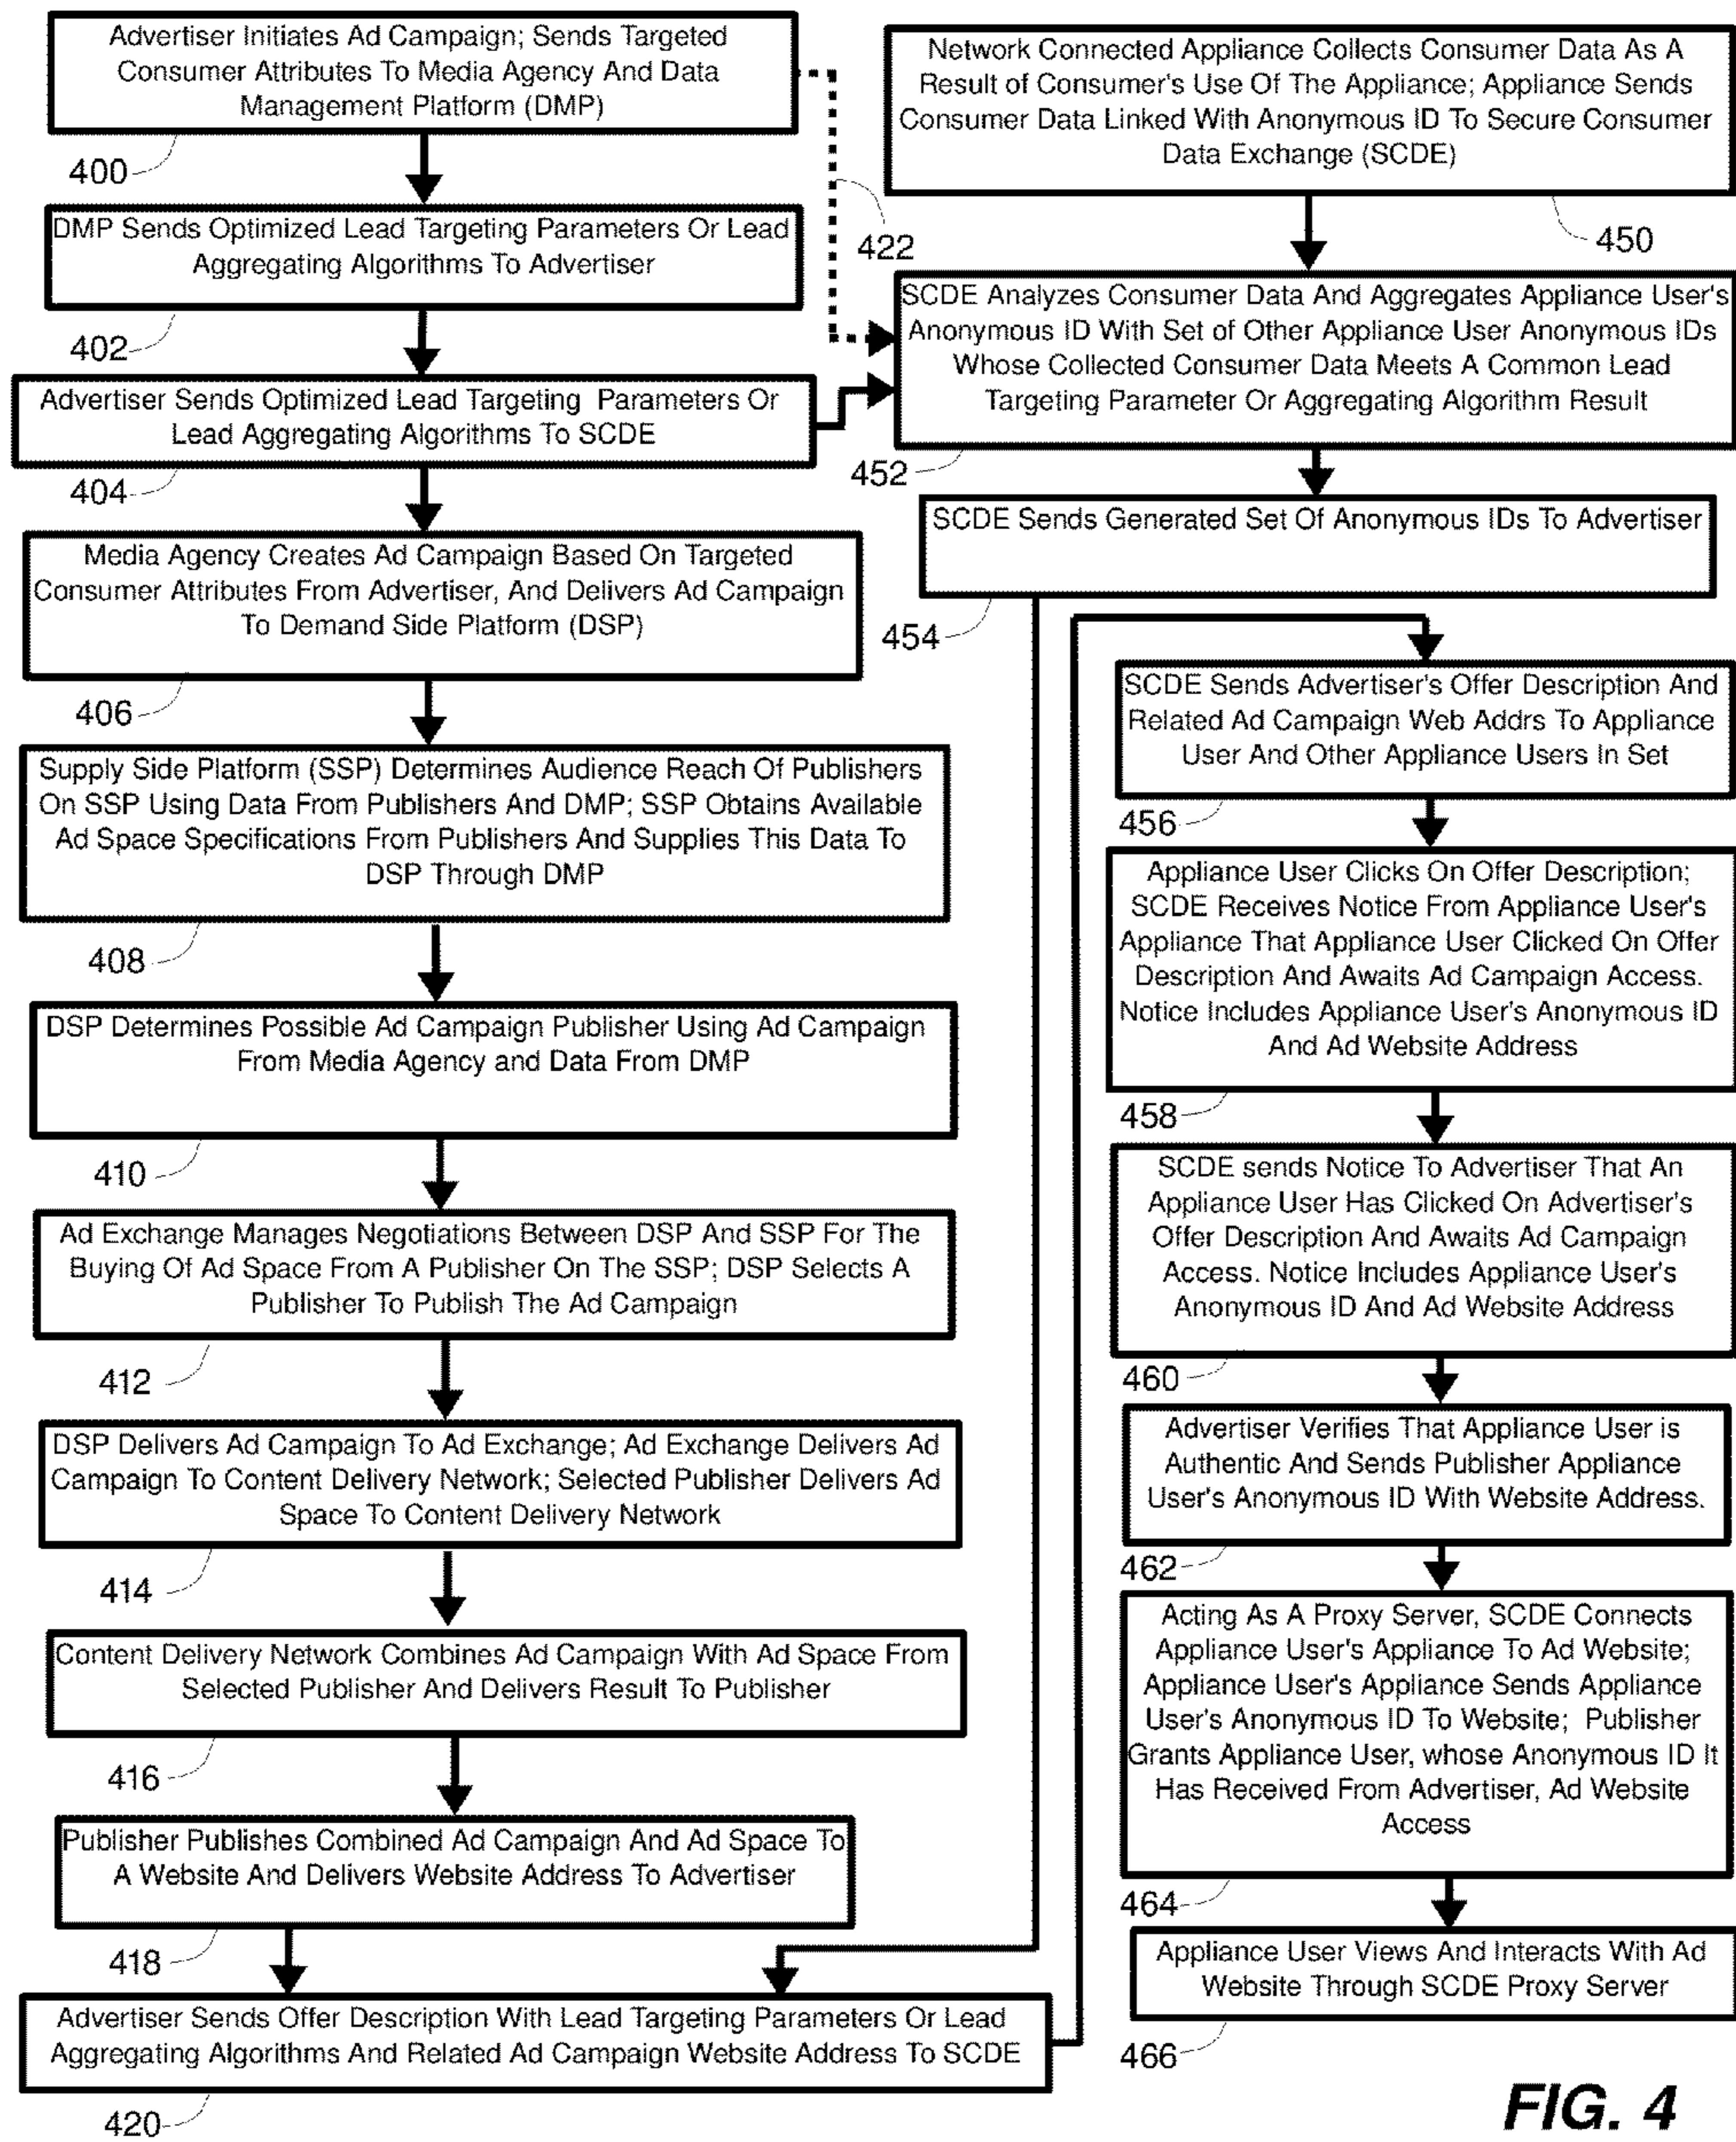 Advertiser Initiates Ad Campaign; Sends Targeted
Consumer Attributes To Media Agency And Data
Management Platform (DMP)
400
DMP Sends Optimized Lead Targeting Parameters Or Lead
Aggregating Algorithms To Advertiser
402
Advertiser Sends Optimized Lead Targeting Parameters Or
Lead Aggregating Algorithms To SCDE
404
Media Agency Creates Ad Campaign Based On Targeted
Consumer Attributes From Advertiser, And Delivers Ad Campaign
To Demand Side Platform (DSP)
406
Supply Side Platform (SSP) Determines Audience Reach Of Publishers
On SSP Using Data From Publishers And DMP; SSP Obtains Available
Ad Space Specifications From Publishers And Supplies This Data To
DSP Through DMP
408
DSP Determines Possible Ad Campaign Publisher Using Ad Campaign
From Media Agency and Data From DMP
410
Ad Exchange Manages Negotiations Between DSP And SSP For The
Buying Of Ad Space From A Publisher On The SSP; DSP Selects A
Publisher To Publish The Ad Campaign
412
DSP Delivers Ad Campaign To Ad Exchange; Ad Exchange Delivers Ad
Campaign To Content Delivery Network; Selected Publisher Delivers Ad
Space To Content Delivery Network
414
Content Delivery Network Combines Ad Campaign With Ad Space From
Selected Publisher And Delivers Result To Publisher
416
Publisher Publishes Combined Ad Campaign And Ad Space To
A Website And Delivers Website Address To Advertiser
418
Advertiser Sends Offer Description With Lead Targeting Parameters Or Lead
Aggregating Algorithms And Related Ad Campaign Website Address To SCDE
420
422
Network Connected Appliance Collects Consumer Data As A
Result of Consumer's Use Of The Appliance; Appliance Sends
Consumer Data Linked With Anonymous ID To Secure Consumer
Data Exchange (SCDE)
450
SCDE Analyzes Consumer Data And Aggregates Appliance User's
Anonymous ID With Set of Other Appliance User Anonymous IDs
Whose Collected Consumer Data Meets A Common Lead
Targeting Parameter Or Aggregating Algorithm Result
452
SCDE Sends Generated Set Of Anonymous IDs To Advertiser
454
SCDE Sends Advertiser's Offer Description And
Related Ad Campaign Web Addrs To Appliance
User And Other Appliance Users In Set
456
Appliance User Clicks On Offer Description;
SCDE Receives Notice From Appliance User's
Appliance That Appliance User Clicked On Offer
Description And Awaits Ad Campaign Access.
Notice Includes Appliance User's Anonymous ID
And Ad Website Address
458
SCDE sends Notice To Advertiser That An
Appliance User Has Clicked On Advertiser's
Offer Description And Awaits Ad Campaign
Access. Notice Includes Appliance User's
Anonymous ID And Ad Website Address
460
Advertiser Verifies That Appliance User is
Authentic And Sends Publisher Appliance
User's Anonymous ID With Website Address.
462
Acting As A Proxy Server, SCDE Connects
Appliance User's Appliance To Ad Website;
Appliance User's Appliance Sends Appliance
User's Anonymous ID To Website; Publisher
Grants Appliance User, whose Anonymous ID It
Has Received From Advertiser, Ad Website
Access
464
Appliance User Views And Interacts With Ad
Website Through SCDE Proxy Server
466
FIG. 4